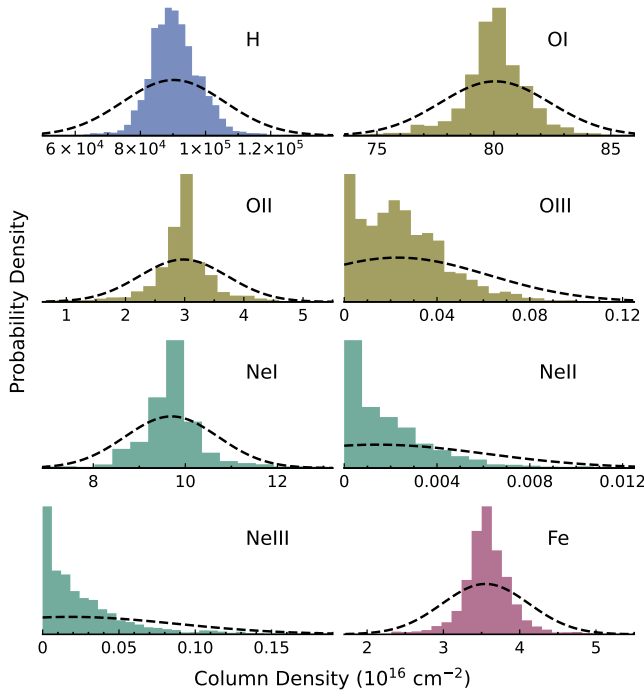 H
OI
6 × 10⁴ 8×10⁴ 1×10⁵ 1.2×10⁵
75 80 85
OII
OIII
1 2 3 4 5
0 0.04 0.08 0.12
NeI
NeII
8 10 12
0 0.004 0.008 0.012
NeIII
Fe
0 0.05 0.10 0.15
2 3 4 5
Probability Density
Column Density (10¹⁶ cm⁻²)